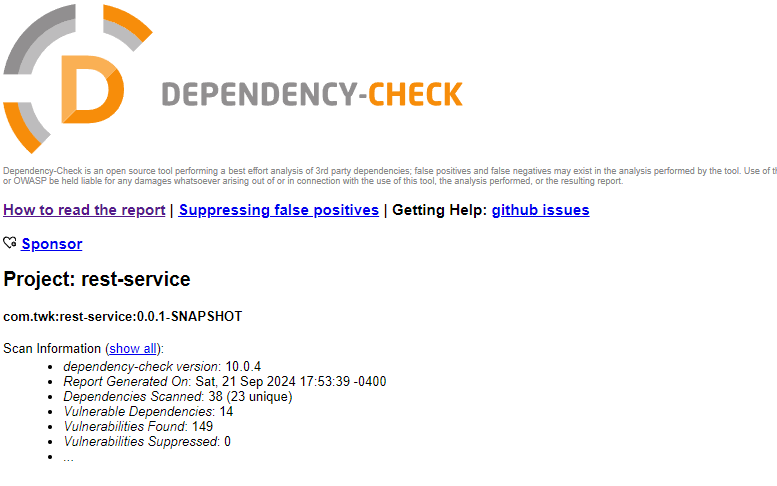 D
DEPENDENCY-CHECK
Dependency-Check is an open source tool performing a best effort analysis of 3rd party dependencies; false positives and false negatives may exist in the analysis performed by the tool. Use of
or OWASP be held liable for any damages whatsoever arising out of or in connection with the use of this tool, the analysis performed, or the resulting report.
How to read the report | Suppressing false positives | Getting Help: github issues
Sponsor
Project: rest-service
com.twk:rest-service:0.0.1-SNAPSHOT
Scan Information (show all):
• dependency-check version: 10.0.4
• Report Generated On: Sat, 21 Sep 2024 17:53:39 -0400
• Dependencies Scanned: 38 (23 unique)
• Vulnerable Dependencies: 14
• Vulnerabilities Found: 149
• Vulnerabilities Suppressed: 0
• ...